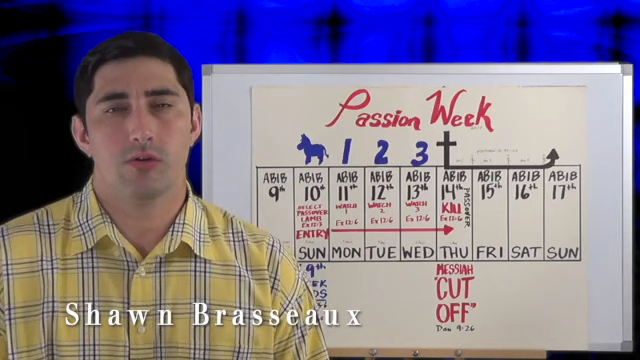 Passion Week
1 2 3
ABIB ABIB ABIB ABIB ABIB ABIB ABIB ABIB ABIB
9th 10th 11th 12th 13th 14th 15th 16th 17th
SELECT PASSOVER LAMB Ex 12:3
WATCH 1 Ex 12:6
WATCH 2 Ex 12:6
WATCH 3 Ex 12:6
KILL Ex 12:6
PASSOVER
ENTRY
SUN MON TUE WED THU FRI SAT SUN
MESSIAH
"CUT
OFF"
Dan 9:26
Shawn Brasseaux